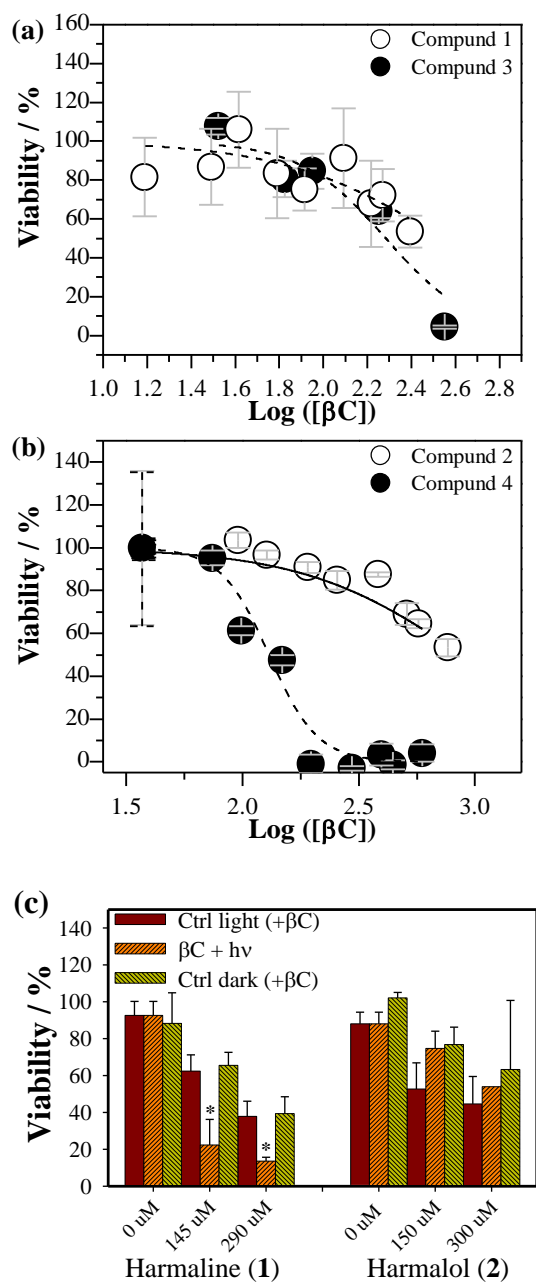 (a)
Compund 1
Compund 3
Viability / %
160
140
120
100
80
60
40
20
0
1.0 1.2 1.4 1.6 1.8 2.0 2.2 2.4 2.6 2.8
Log ([βC])
(b)
Compund 2
Compund 4
Viability / %
140
120
100
80
60
40
20
0
1.5 2.0 2.5 3.0
Log ([βC])
(c)
Ctrl light (+βC)
βC + hν
Ctrl dark (+βC)
Viability / %
140
120
100
80
60
40
20
0
* *
0 uM 145 uM 290 uM 0 uM 150 uM 300 uM
Harmaline (1) Harmalol (2)